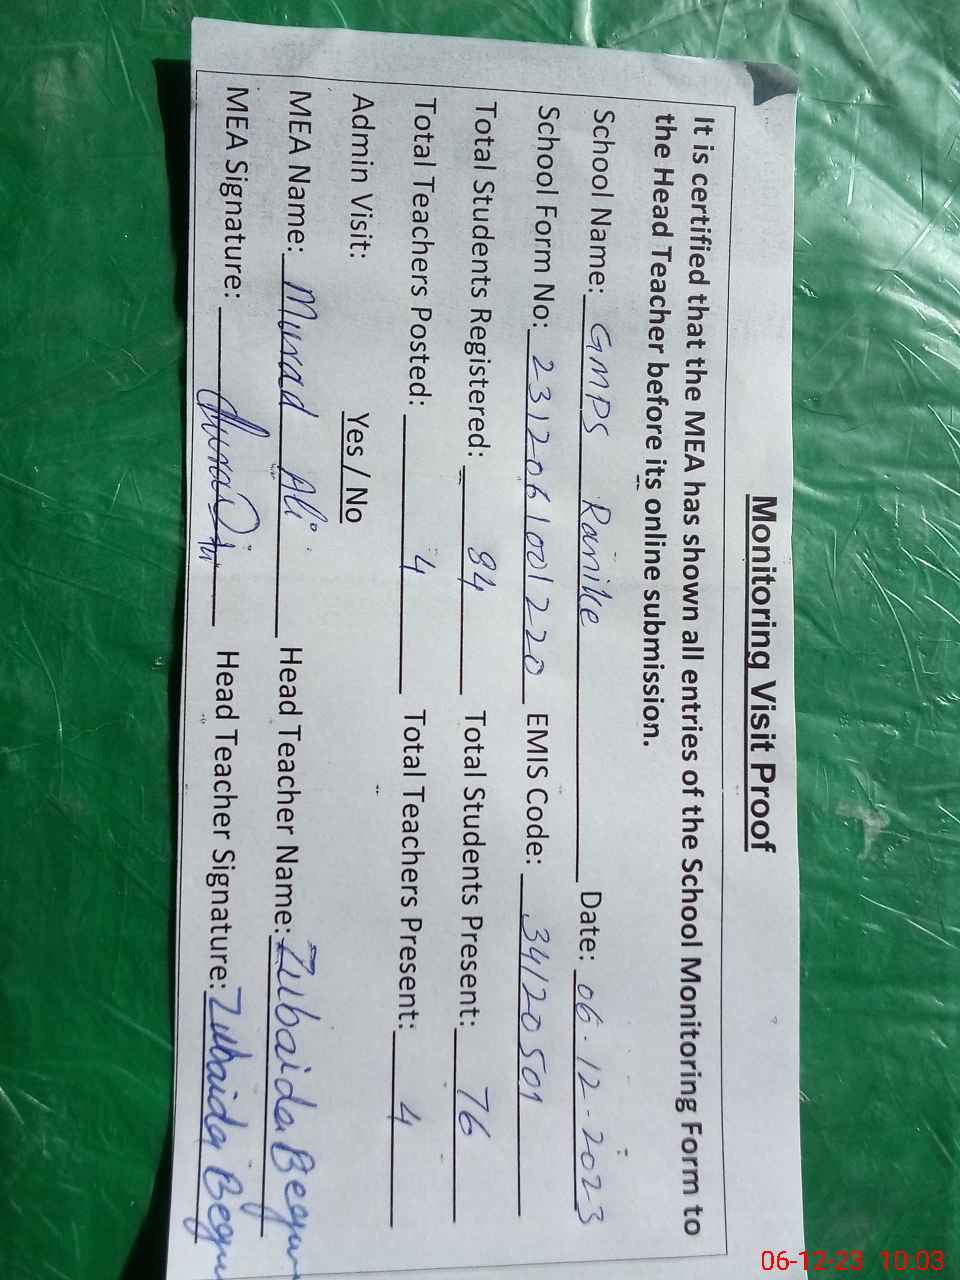 Monitoring Visit Proof
It is certified that the MEA has shown all entries of the School Monitoring Form to
the Head Teacher before its online submission.
School Name: GMPS Ranike Date: 06-12-2023
School Form No: 2312061001220 EMIS Code: 34120501
Total Students Registered: 84 Total Students Present: 76
Total Teachers Posted: 4 Total Teachers Present: 4
Admin Visit: Yes / No
MEA Name: Murad Ali Head Teacher Name: Zubaida Begum
MEA Signature: Head Teacher Signature: Zubaida Begum
06-12-23 10:03